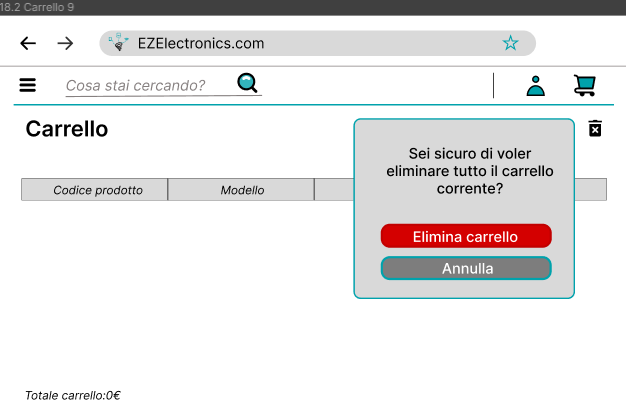 18.2 Carrello 9
EZElectronics.com
Cosa stai cercando?
Carrello
Sei sicuro di voler
eliminare tutto il carrello
corrente?
Codice prodotto
Modello
Elimina carrello
Annulla
Totale carrello:0€